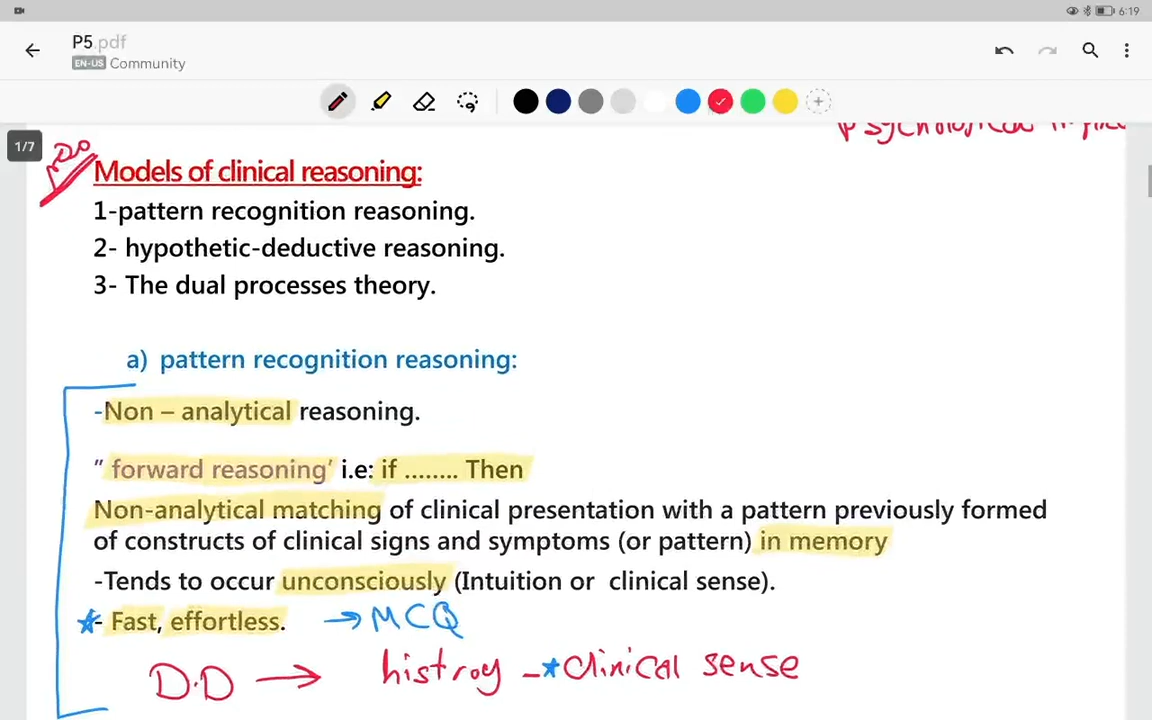 6:19
P5.pdf
EN-US Community
1/7
Models of clinical reasoning:
1-pattern recognition reasoning.
2- hypothetic-deductive reasoning.
3- The dual processes theory.
a) pattern recognition reasoning:
-Non – analytical reasoning.
" forward reasoning' i.e: if ........ Then
Non-analytical matching of clinical presentation with a pattern previously formed
of constructs of clinical signs and symptoms (or pattern) in memory
-Tends to occur unconsciously (Intuition or clinical sense).
- Fast, effortless. → MCQ
D.D → histroy - *clinical sense